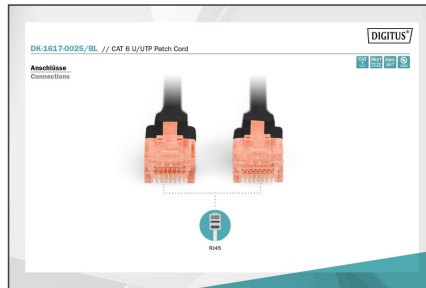 DIGITUS®
DK-1617-0025/BL // CAT 6 U/UTP Patch Cord
Anschlüsse
Connections
RJ45